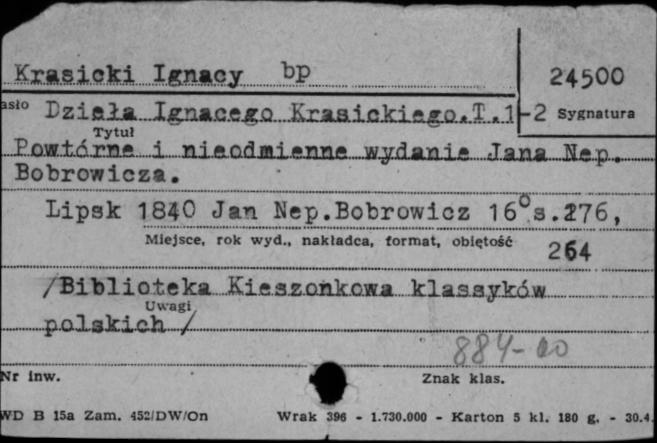 Krasicki Ignacy bp
24500
asło Dzieła Ignacego Krasickiego.T.1-2 Sygnatura
Tytuł
Powtórne i nieodmienne wydanie Jana Nep.
Bobrowicza.
Lipsk 1840 Jan Nep.Bobrowicz 16° s.276,
Miejsce, rok wyd., nakładca, format, objętość
264
/Biblioteka Kieszonkowa klassyków
Uwagi
polskich /
884-00
Nr inw.
Znak klas.
WD B 15a Zam. 452/DW/On Wrak 396 - 1.730.000 - Karton 5 kl. 180 g. - 30.4.